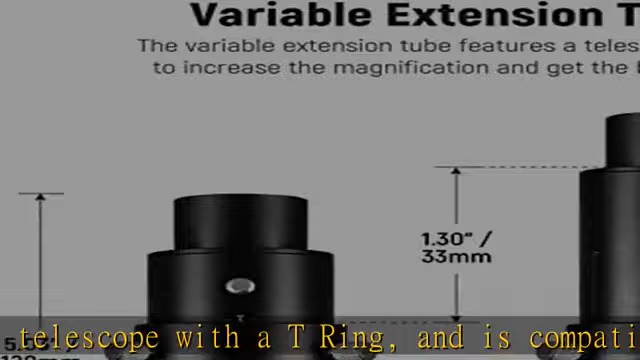 Variable Extension T
The variable extension tube features a teles
to increase the magnification and get the b
1.30″ /
33mm
telescope with a T Ring, and is compati